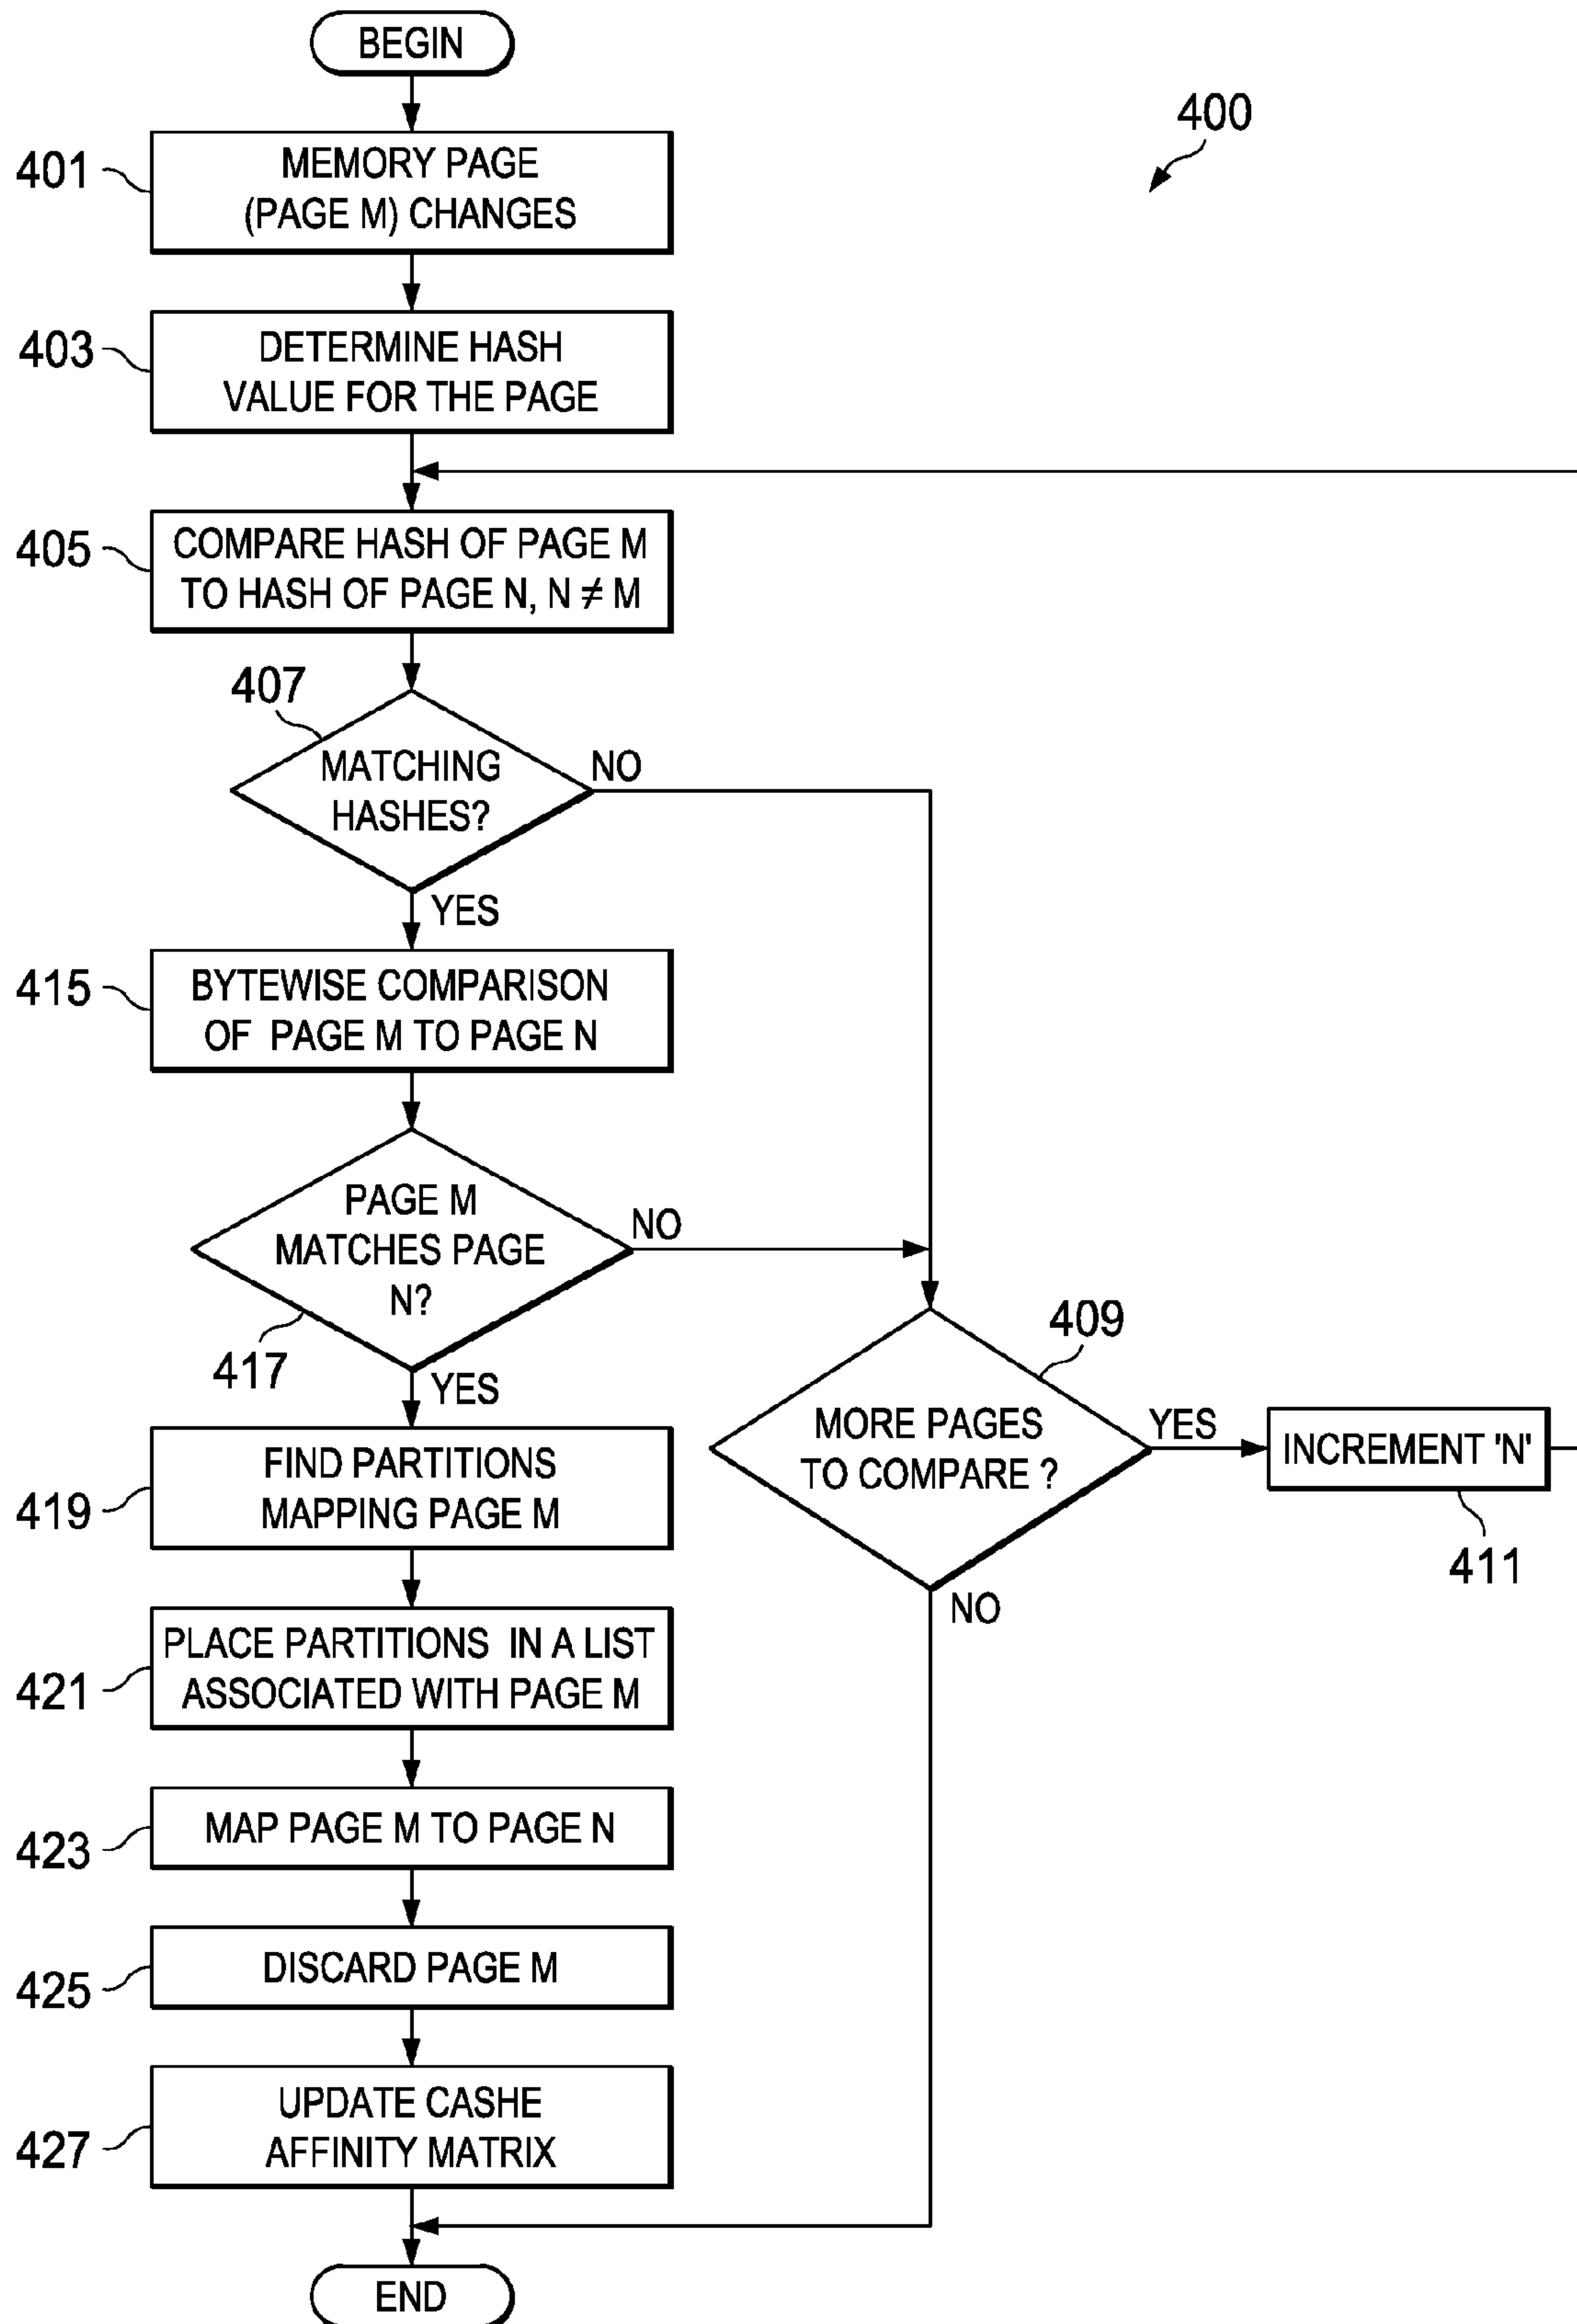 BEGIN
400
401
MEMORY PAGE
(PAGE M) CHANGES
403
DETERMINE HASH
VALUE FOR THE PAGE
405
COMPARE HASH OF PAGE M
TO HASH OF PAGE N, N ≠ M
407
MATCHING
HASHES?
NO
YES
415
BYTEWISE COMPARISON
OF PAGE M TO PAGE N
PAGE M
MATCHES PAGE
N?
NO
417
YES
409
MORE PAGES
TO COMPARE ?
YES
INCREMENT 'N'
411
NO
419
FIND PARTITIONS
MAPPING PAGE M
421
PLACE PARTITIONS IN A LIST
ASSOCIATED WITH PAGE M
423
MAP PAGE M TO PAGE N
425
DISCARD PAGE M
427
UPDATE CASHE
AFFINITY MATRIX
END